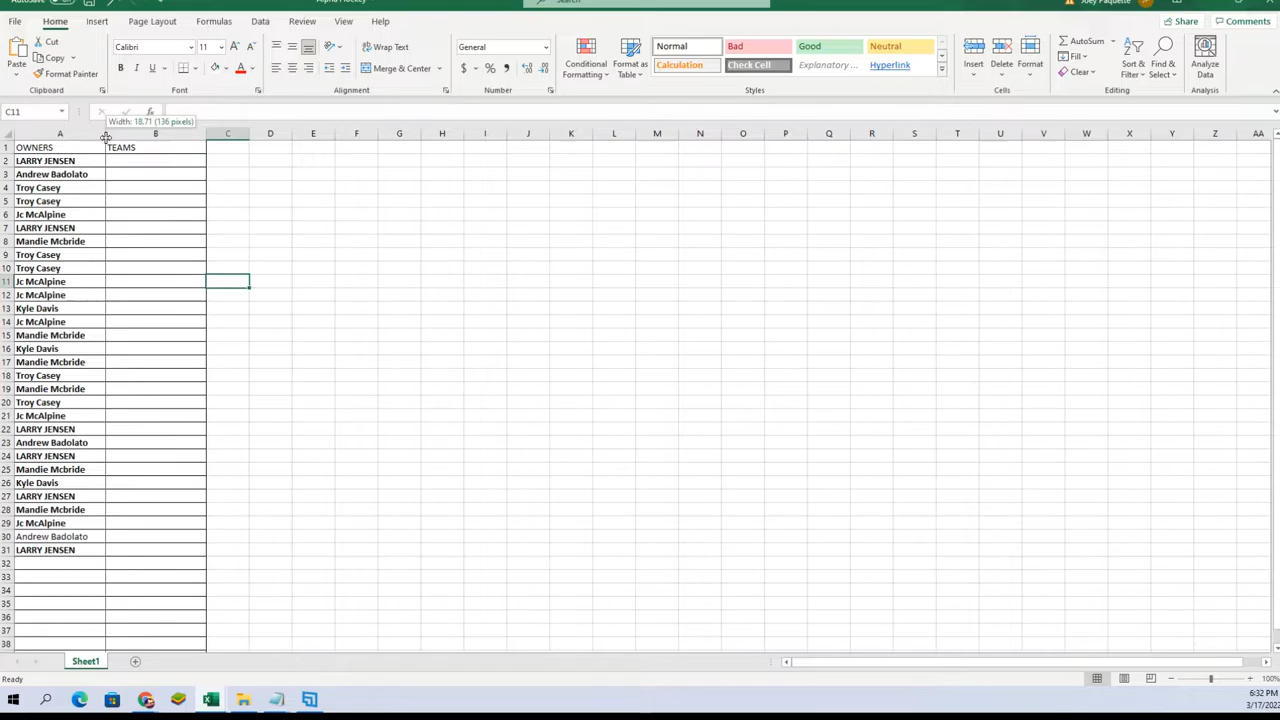 Search
Joey Paquette
File Home Insert Page Layout Formulas Data Review View Help Share Comments
Paste Cut Copy Format Painter Clipboard
Calibri 11 Font
Wrap Text Merge & Center Alignment
General $ % , Number
Conditional Formatting Format as Table
Normal Bad Good Neutral
Calculation Check Cell Explanatory ... Hyperlink
Styles
Insert Delete Format Cells
AutoSum Fill Clear Sort & Filter Find & Select Editing
Analyze Data Analysis
C11 fx
Width: 18.71 (136 pixels)
A B C D E F G H I J K L M N O P Q R S T U V W X Y Z AA
1 OWNERS TEAMS
2 LARRY JENSEN
3 Andrew Badolato
4 Troy Casey
5 Troy Casey
6 Jc McAlpine
7 LARRY JENSEN
8 Mandie Mcbride
9 Troy Casey
10 Troy Casey
11 Jc McAlpine
12 Jc McAlpine
13 Kyle Davis
14 Jc McAlpine
15 Mandie Mcbride
16 Kyle Davis
17 Mandie Mcbride
18 Troy Casey
19 Mandie Mcbride
20 Troy Casey
21 Jc McAlpine
22 LARRY JENSEN
23 Andrew Badolato
24 LARRY JENSEN
25 Mandie Mcbride
26 Kyle Davis
27 LARRY JENSEN
28 Mandie Mcbride
29 Jc McAlpine
30 Andrew Badolato
31 LARRY JENSEN
32
33
34
35
36
37
38
Sheet1
Ready 100%
6:32 PM